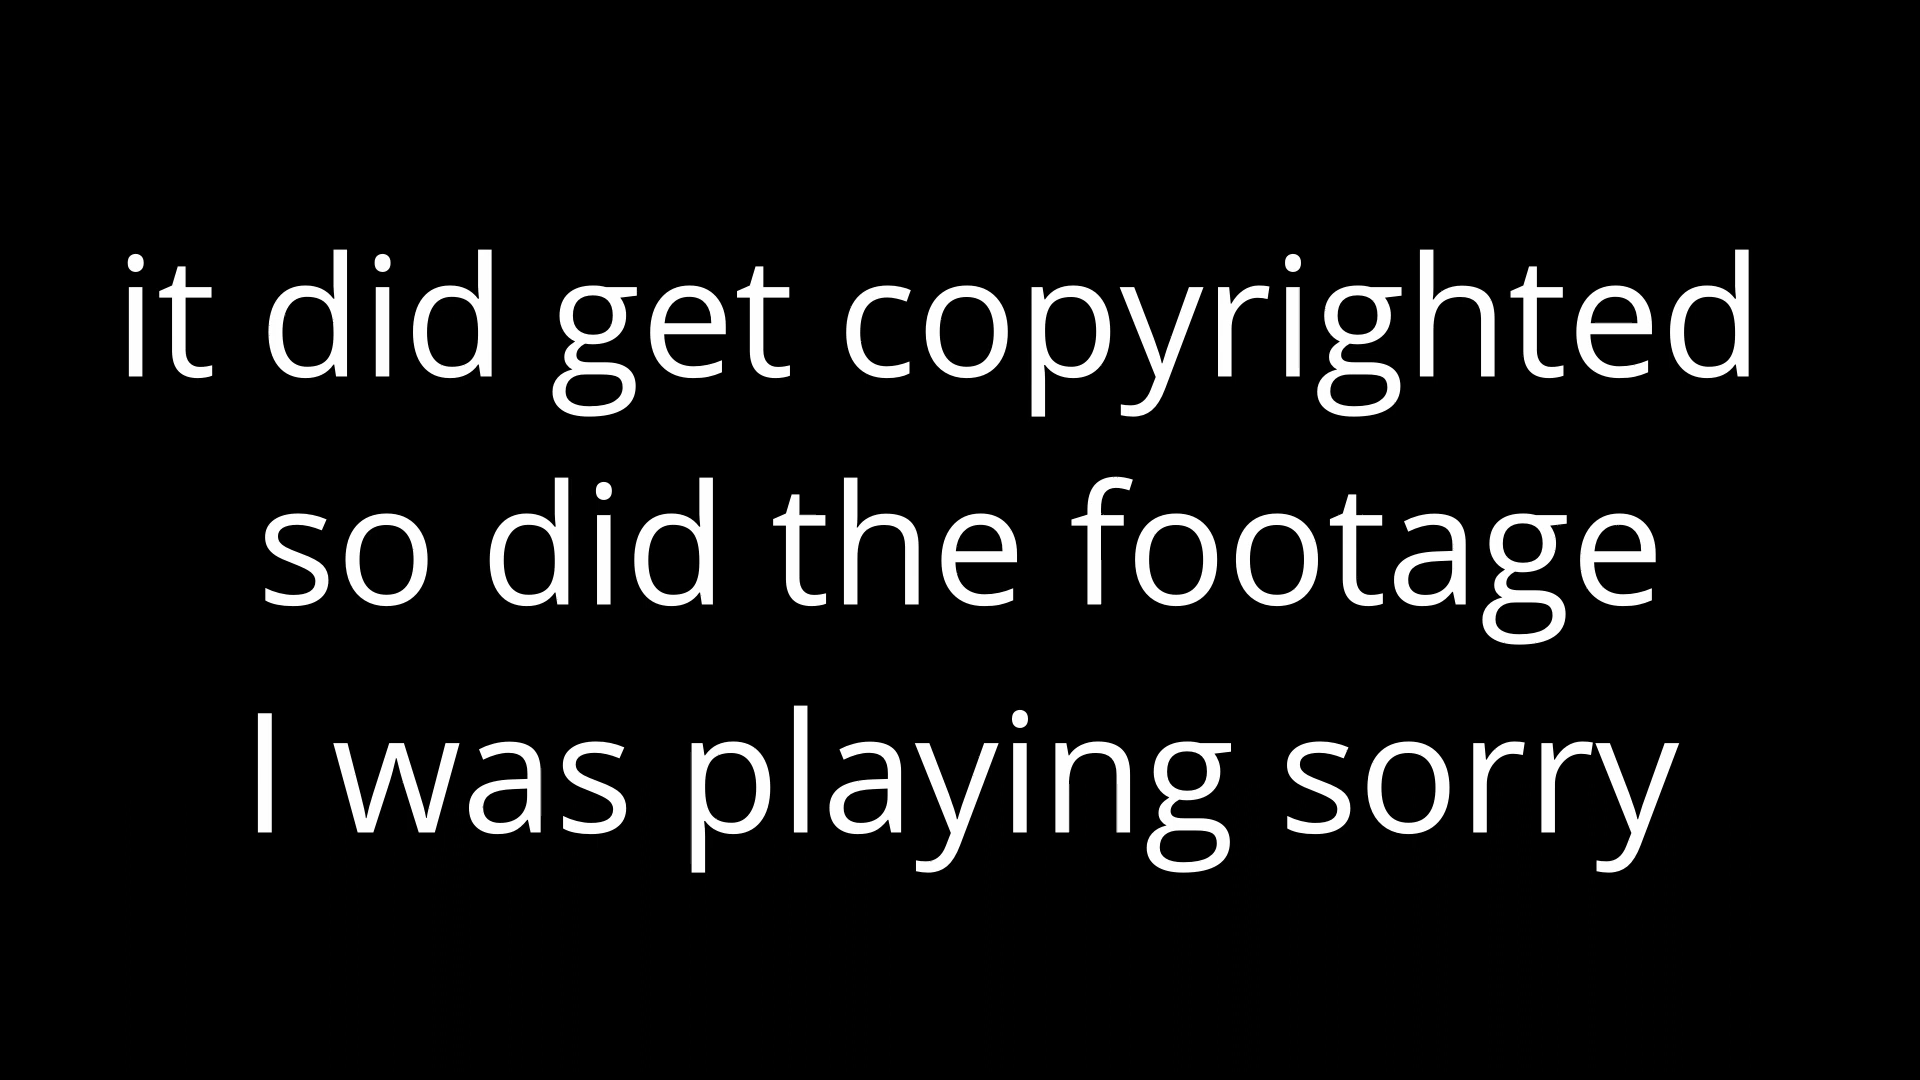 it did get copyrighted
so did the footage
I was playing sorry